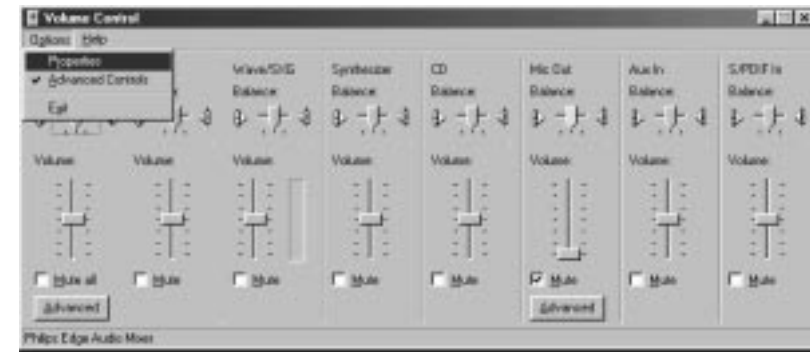 Volume Control
Options Help
Properties
Advanced Controls
Exit
Wave/SVG Synthesizer CD Mic Out Aux In S/PDIF In
Balance Balance Balance Balance Balance Balance
Volume Volume Volume Volume Volume Volume Volume Volume
Mute all Mute Mute Mute Mute Mute Mute Mute
Advanced Advanced
Philips Edge Audio Mixer